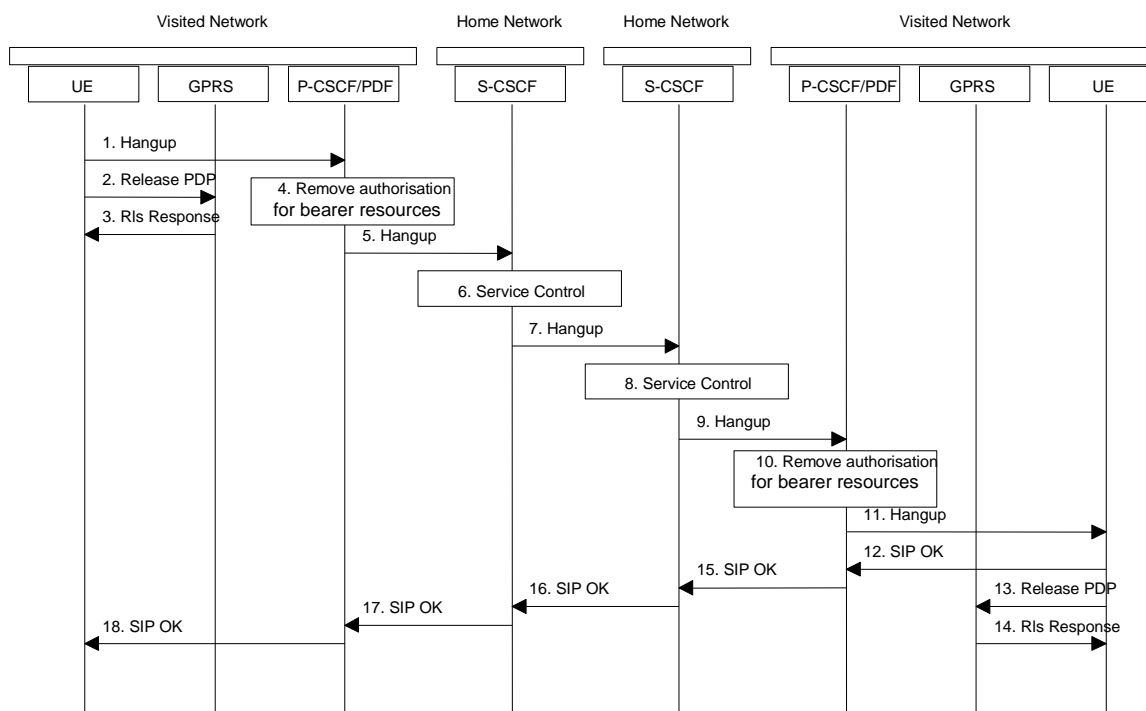 Visited Network
Home Network
Home Network
Visited Network
UE
GPRS
P-CSCF/PDF
S-CSCF
S-CSCF
P-CSCF/PDF
GPRS
UE
1. Hangup
2. Release PDP
3. Rls Response
4. Remove authorisation
for bearer resources
5. Hangup
6. Service Control
7. Hangup
8. Service Control
9. Hangup
10. Remove authorisation
for bearer resources
11. Hangup
12. SIP OK
15. SIP OK
16. SIP OK
13. Release PDP
17. SIP OK
18. SIP OK
14. Rls Response